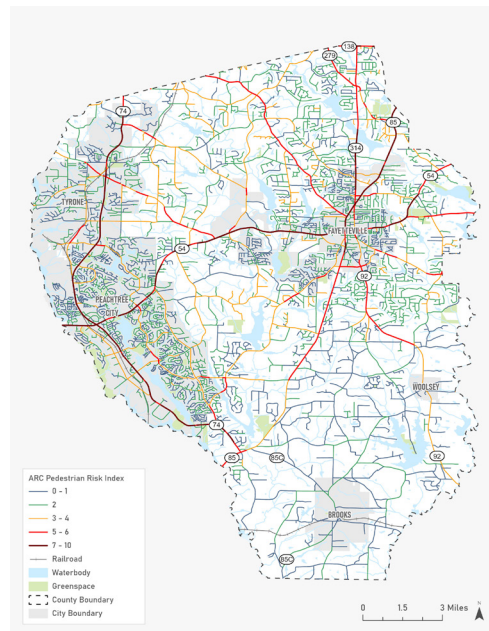 138
279
74
85
314
54
TYRONE
FAYETTEVILLE
54
92
PEACHTREE
CITY
WOOLSEY
74
85
85C
92
BROOKS
85C
ARC Pedestrian Risk Index
0 - 1
2
3 - 4
5 - 6
7 - 10
Railroad
Waterbody
Greenspace
County Boundary
City Boundary
0 1.5 3 Miles
N